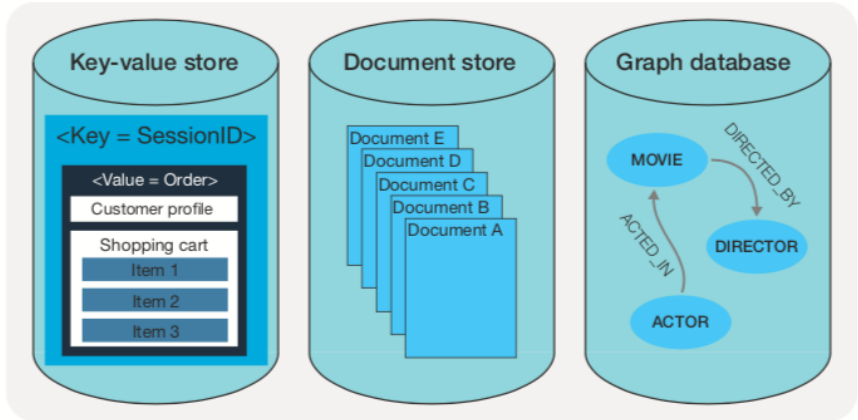 Key-value store
<Key = SessionID>
<Value = Order>
Customer profile
Shopping cart
Item 1
Item 2
Item 3
Document store
Document E
Document D
Document C
Document B
Document A
Graph database
MOVIE
DIRECTED_BY
DIRECTOR
ACTED_IN
ACTOR